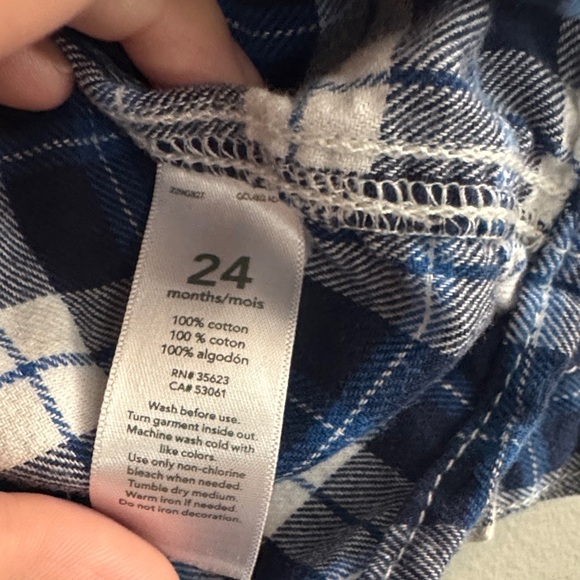 24
months/mois
100% cotton
100 % coton
100% algodón
RN# 35623
CA# 53061
Wash before use.
Turn garment inside out.
Machine wash cold with
like colors.
Use only non-chlorine
bleach when needed.
Tumble dry medium.
Warm iron if needed.
Do not iron decoration.